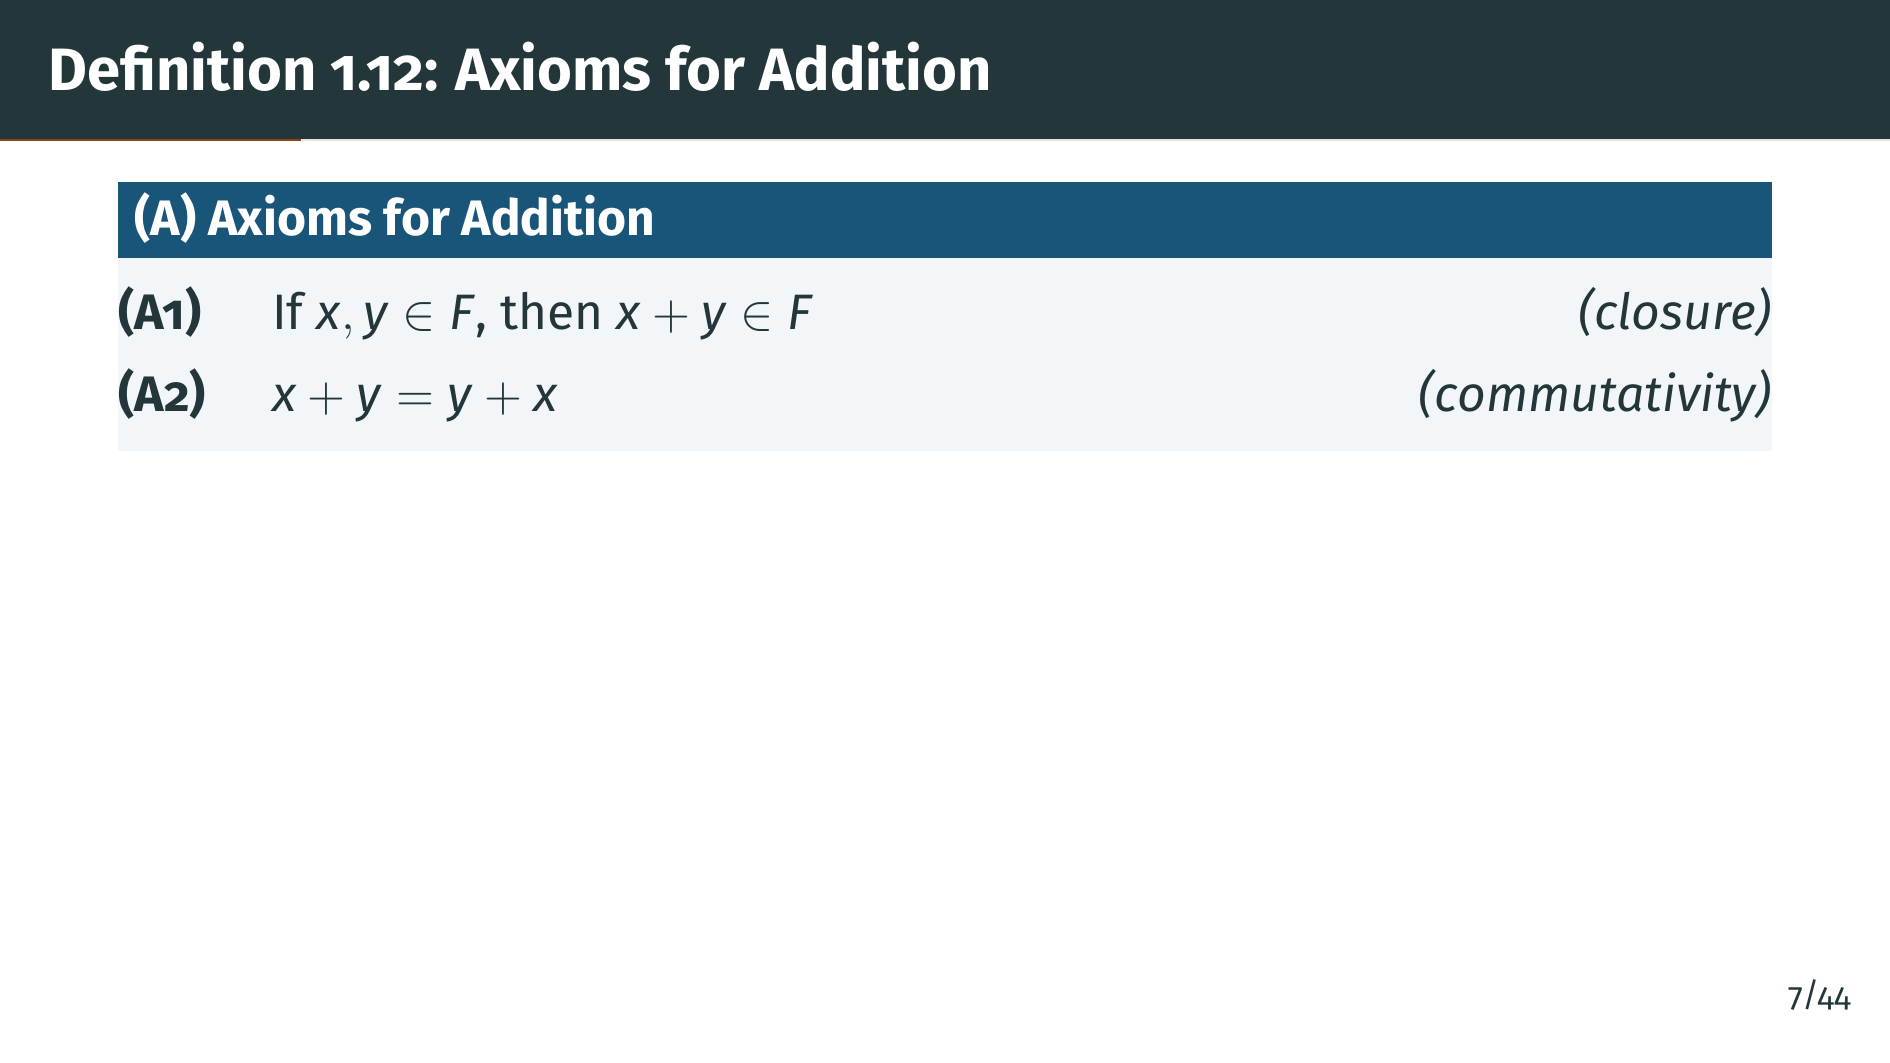 Definition 1.12: Axioms for Addition
(A) Axioms for Addition
(A1) If x, y ∈ F, then x + y ∈ F (closure)
(A2) x + y = y + x (commutativity)
7/44